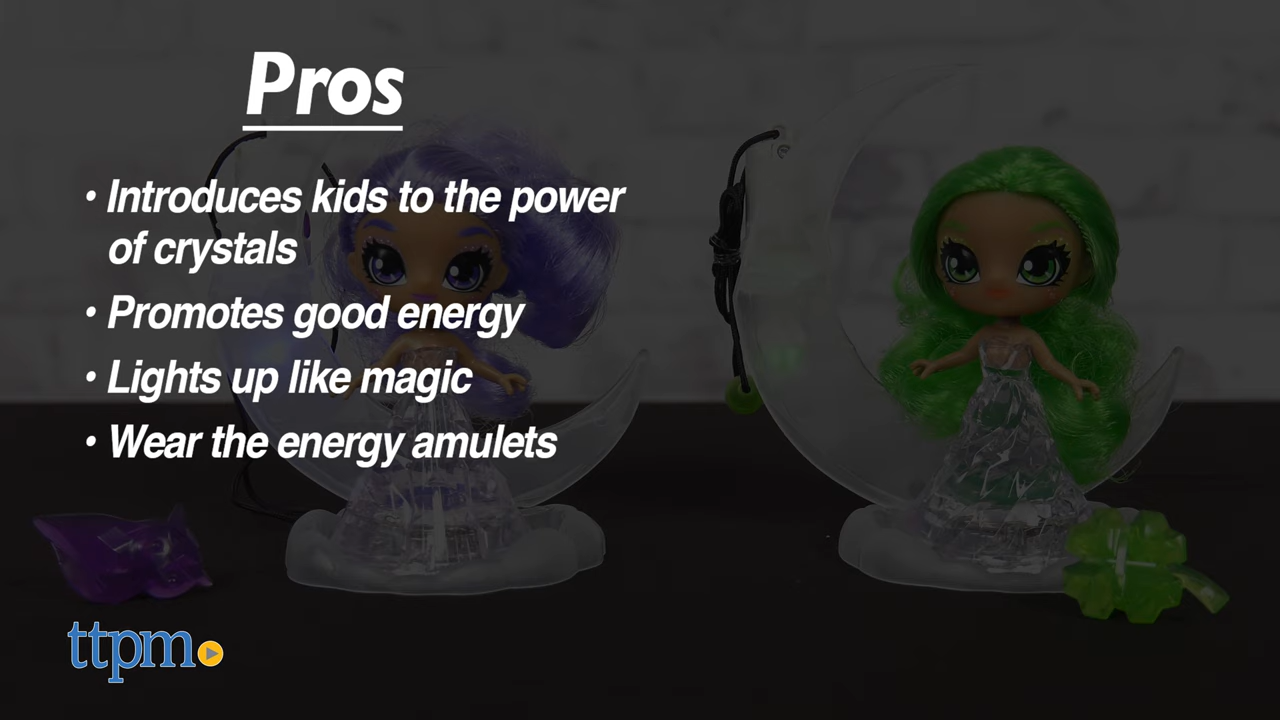 Pros
• Introduces kids to the power
of crystals
• Promotes good energy
• Lights up like magic
• Wear the energy amulets
ttpm